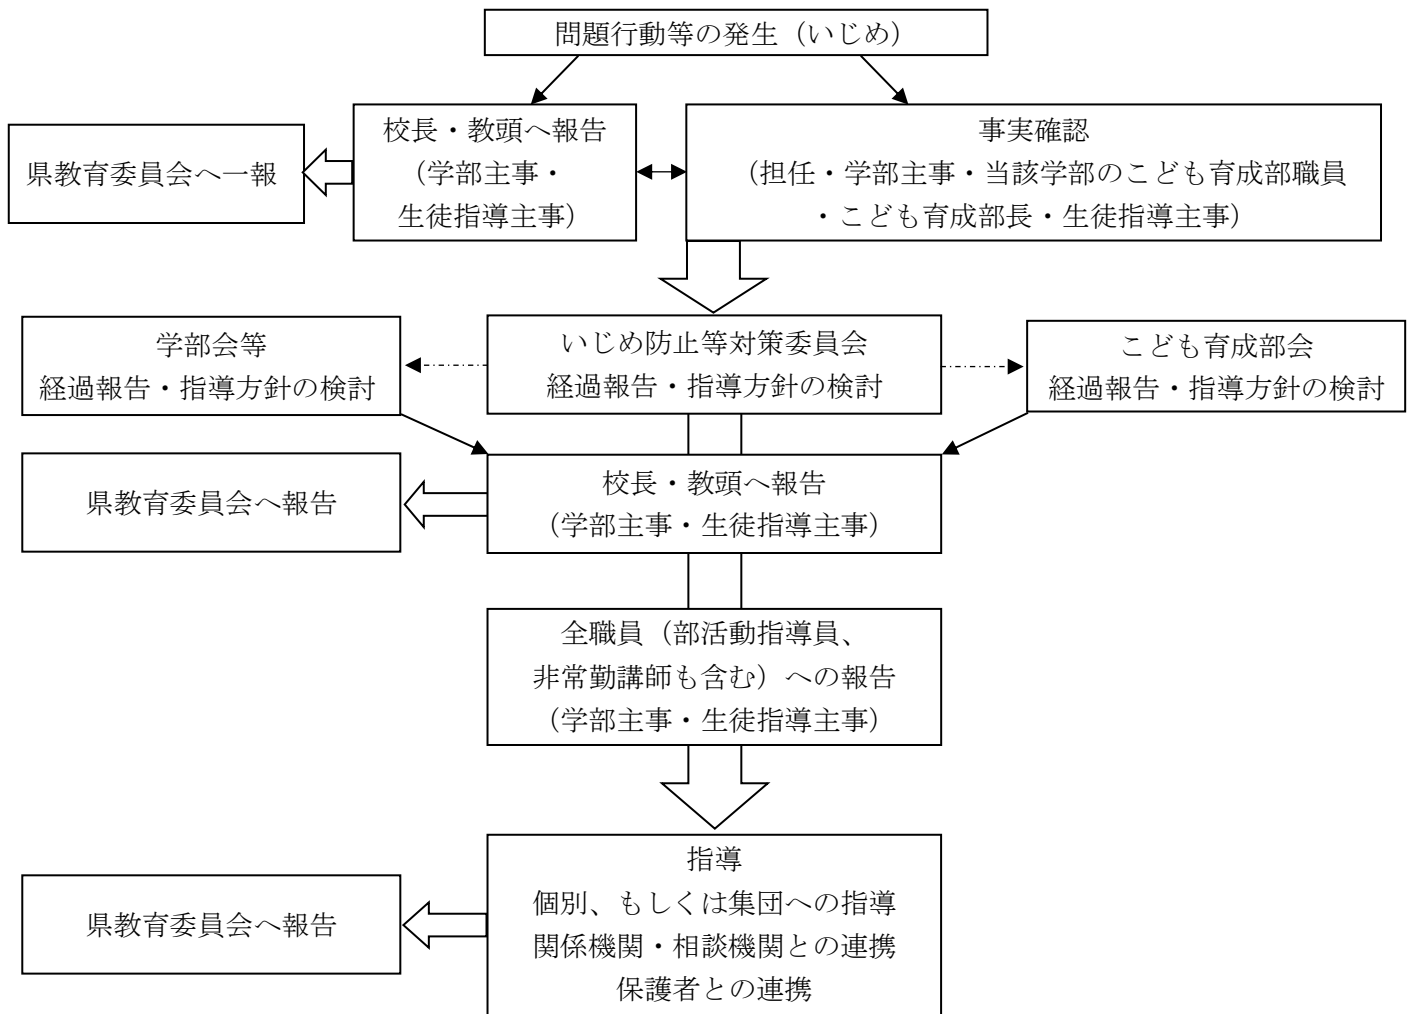 問題行動等の発生（いじめ）
県教育委員会へ一報
校長・教頭へ報告
（学部主事・
生徒指導主事）
事実確認
（担任・学部主事・当該学部のこども育成部職員
・こども育成部長・生徒指導主事）
学部会等
経過報告・指導方針の検討
いじめ防止等対策委員会
経過報告・指導方針の検討
こども育成部会
経過報告・指導方針の検討
県教育委員会へ報告
校長・教頭へ報告
（学部主事・生徒指導主事）
全職員（部活動指導員、
非常勤講師も含む）への報告
（学部主事・生徒指導主事）
県教育委員会へ報告
指導
個別、もしくは集団への指導
関係機関・相談機関との連携
保護者との連携